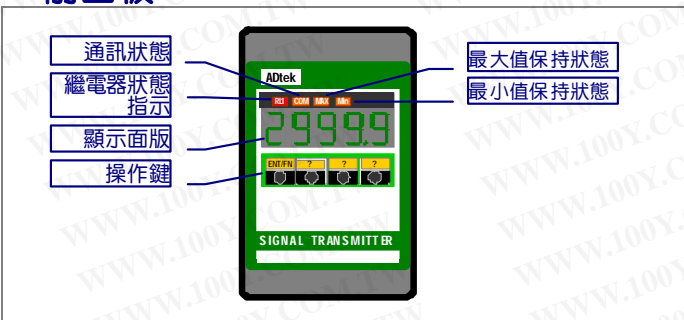 通訊狀態
繼電器狀態
指示
顯示面版
操作鍵
最大值保持狀態
最小值保持狀態
ADtek
COM MAX Min
29999.9
ENT/FN ? ? ?
SIGNAL TRANSMITTER
WWW.100Y.COM.TW